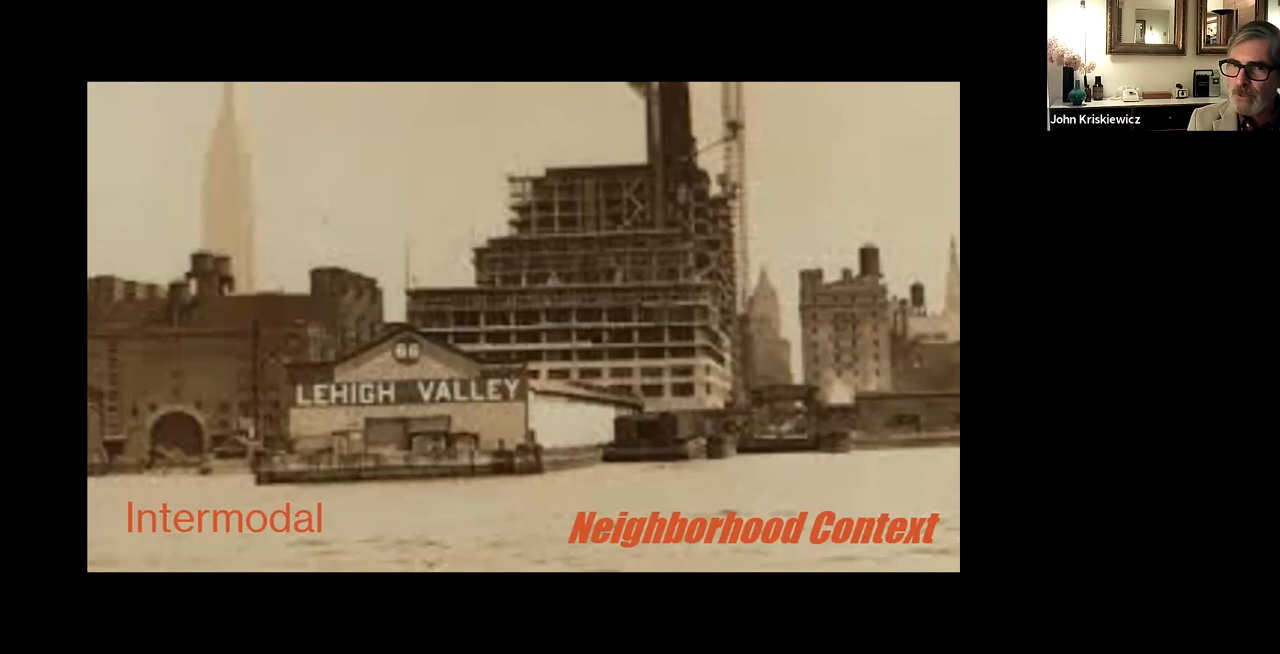 John Kriskiewicz
66
LEHIGH VALLEY
Intermodal
Neighborhood Context